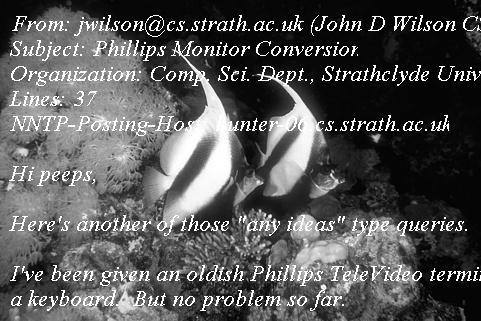 From: jwilson@cs.strath.ac.uk (John D Wilson CS
Subject: Phillips Monitor Conversion
Organization: Comp. Sci. Dept., Strathclyde Univ
Lines: 37
NNTP-Posting-Host: hunter-06.cs.strath.ac.uk
Hi peeps,
Here's another of those "any ideas" type queries.
I've been given an oldish Phillips TeleVideo termi
a keyboard. But no problem so far.